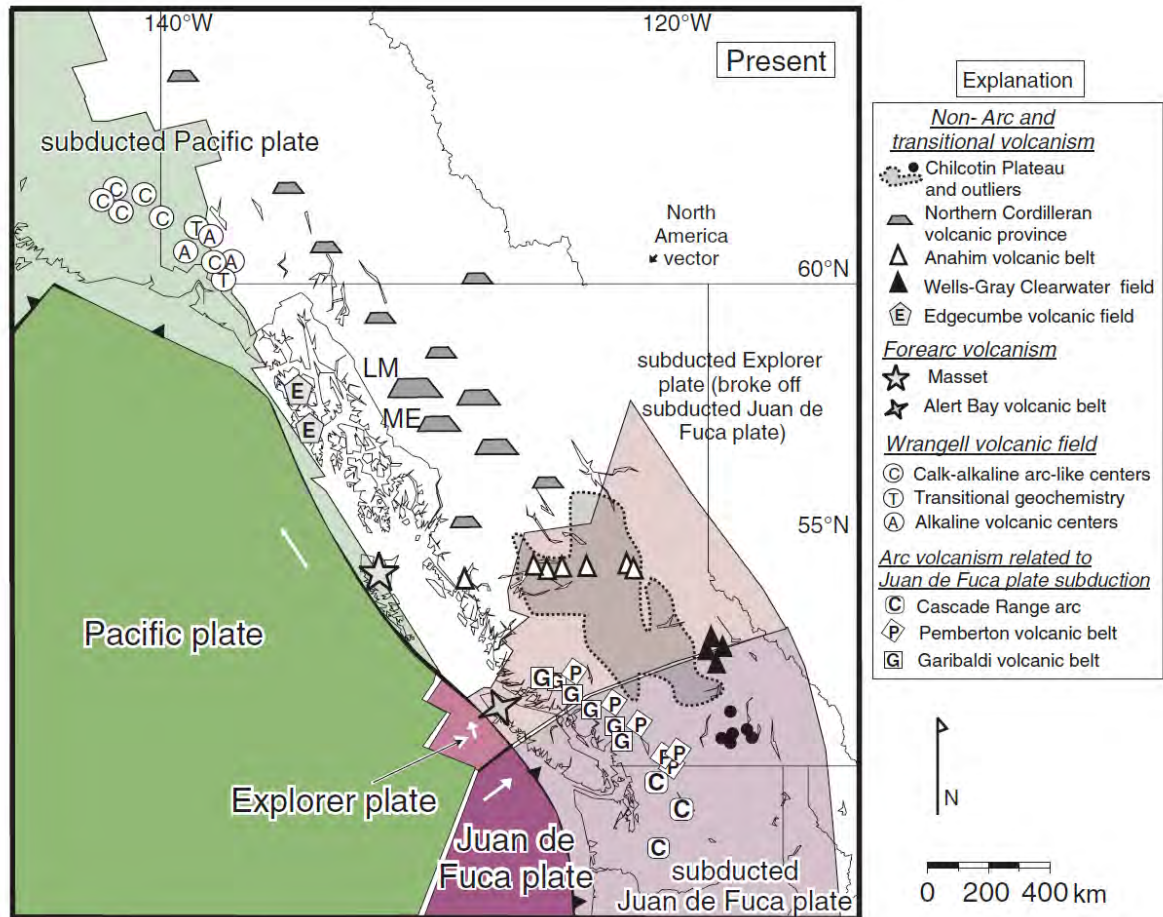 140°W
120°W
Present
subducted Pacific plate
C
C
C
C
C
T
A
A
C
A
T
North
America
vector
60°N
LM
E
ME
E
subducted Explorer
plate (broke off
subducted Juan de
Fuca plate)
55°N
Pacific plate
G
G
P
G
P
G
G
P
G
P
P
P
C
C
C
Explorer plate
Juan de
Fuca plate
subducted
Juan de Fuca plate
Explanation
Non- Arc and
transitional volcanism
Chilcotin Plateau
and outliers
Northern Cordilleran
volcanic province
Anahim volcanic belt
Wells-Gray Clearwater field
E Edgecumbe volcanic field
Forearc volcanism
Masset
Alert Bay volcanic belt
Wrangell volcanic field
C Calk-alkaline arc-like centers
T Transitional geochemistry
A Alkaline volcanic centers
Arc volcanism related to
Juan de Fuca plate subduction
C Cascade Range arc
P Pemberton volcanic belt
G Garibaldi volcanic belt
N
0 200 400 km